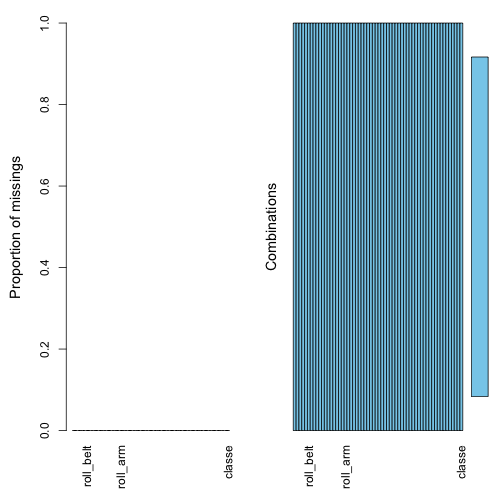 Proportion of missings
1.0
0.8
0.6
0.4
0.2
0.0
roll_belt
roll_arm
classe
Combinations
roll_belt
roll_arm
classe